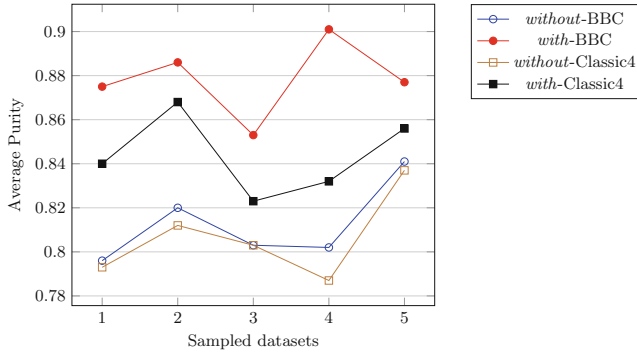 0.9
0.88
0.86
0.84
0.82
0.8
0.78
Average Purity
1 2 3 4 5
Sampled datasets
without-BBC
with-BBC
without-Classic4
with-Classic4